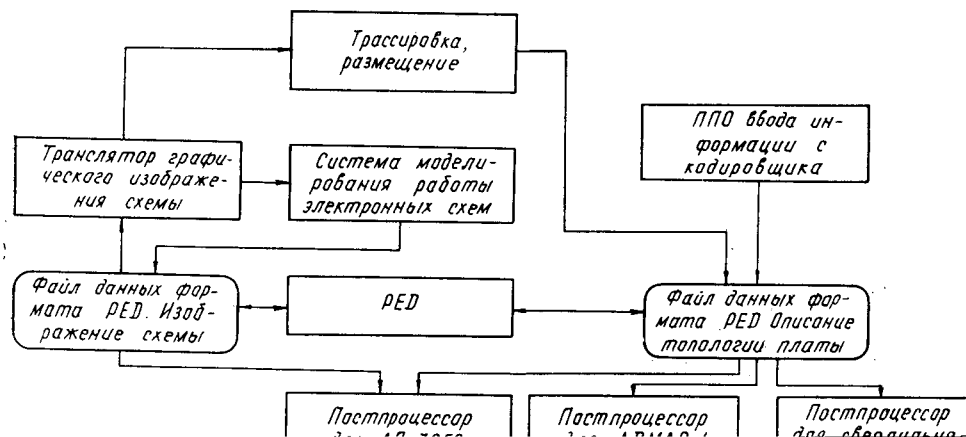 Трассировка,
размещение
ППО ввода ин-
формации с
кодировщика
Транслятор графи-
ческого изображе-
ния схемы
Система модели-
рования работы
электронных схем
Файл данных фор-
мата PED. Изоб-
ражение схемы
PED
Файл данных фор-
мата PED Описание
топологии платы
Постпроцессор
Постпроцессор
Постпроцессор